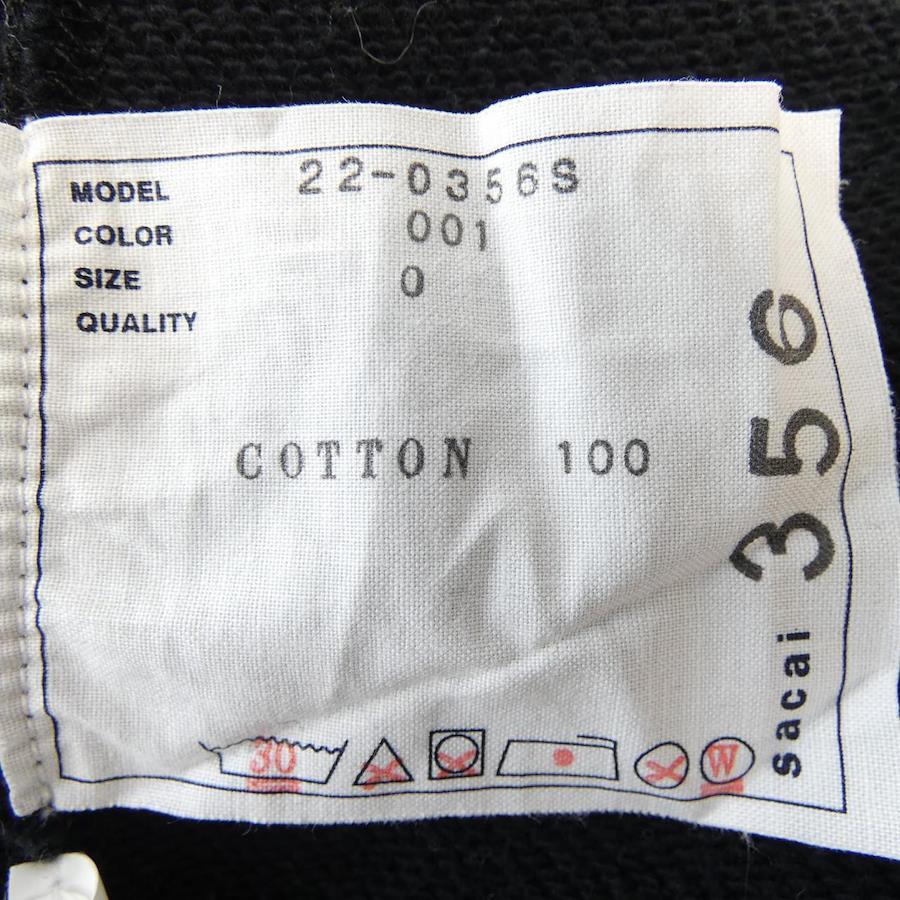 MODEL 22-0356S
COLOR 001
SIZE 0
QUALITY
COTTON 100
30
W
sacai 356